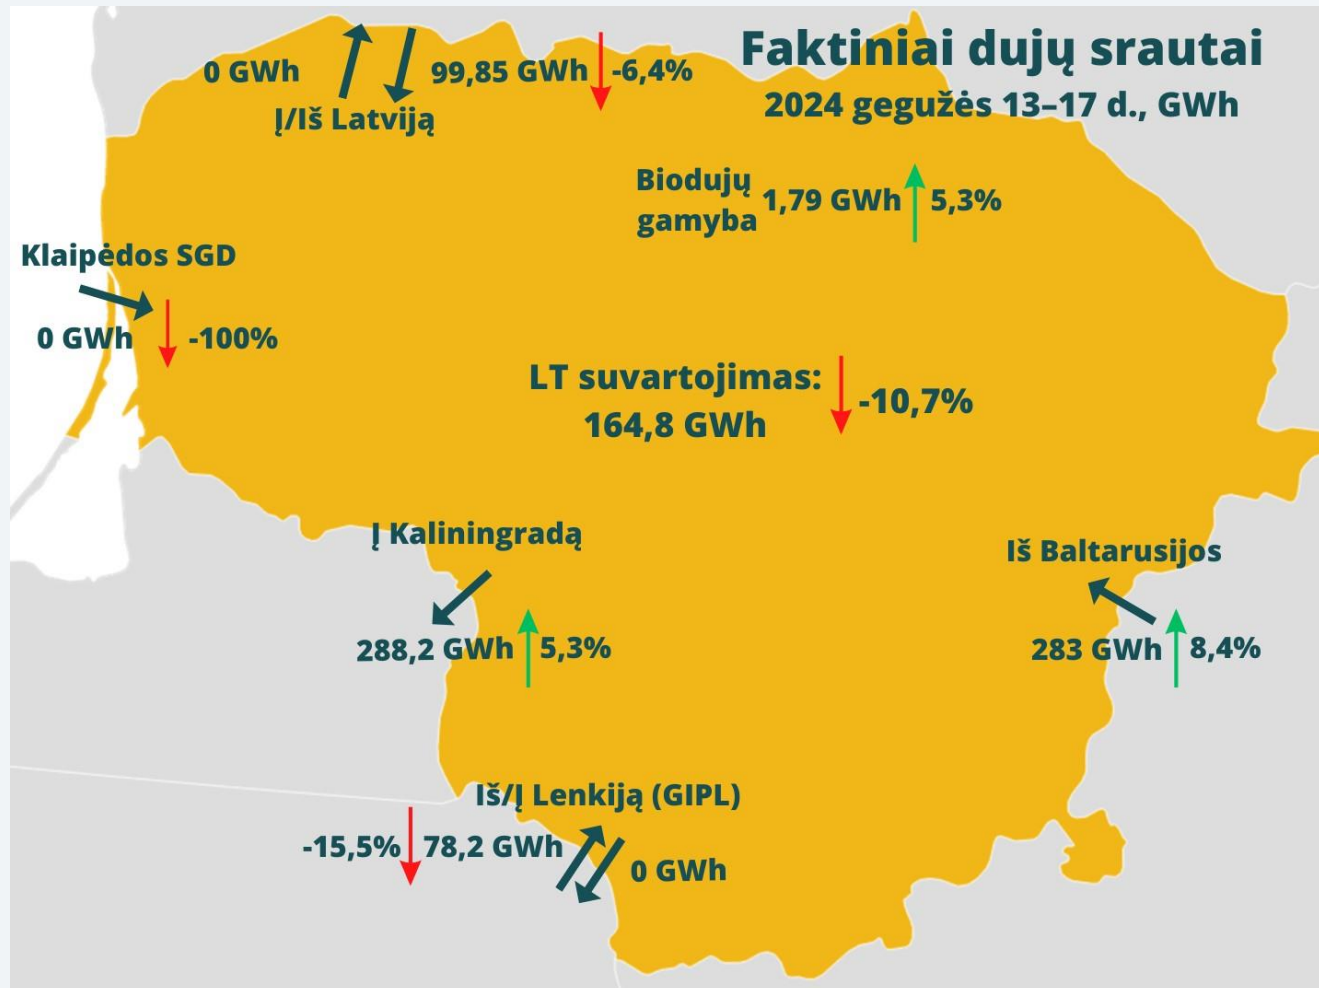 Faktiniai dujų srautai
2024 gegužės 13–17 d., GWh
0 GWh
99,85 GWh
-6,4%
Į/Iš Latviją
Biodujų
gamyba
1,79 GWh
5,3%
Klaipėdos SGD
0 GWh
-100%
LT suvartojimas:
164,8 GWh
-10,7%
Į Kaliningradą
288,2 GWh
5,3%
Iš Baltarusijos
283 GWh
8,4%
Iš/Į Lenkiją (GIPL)
-15,5%
78,2 GWh
0 GWh